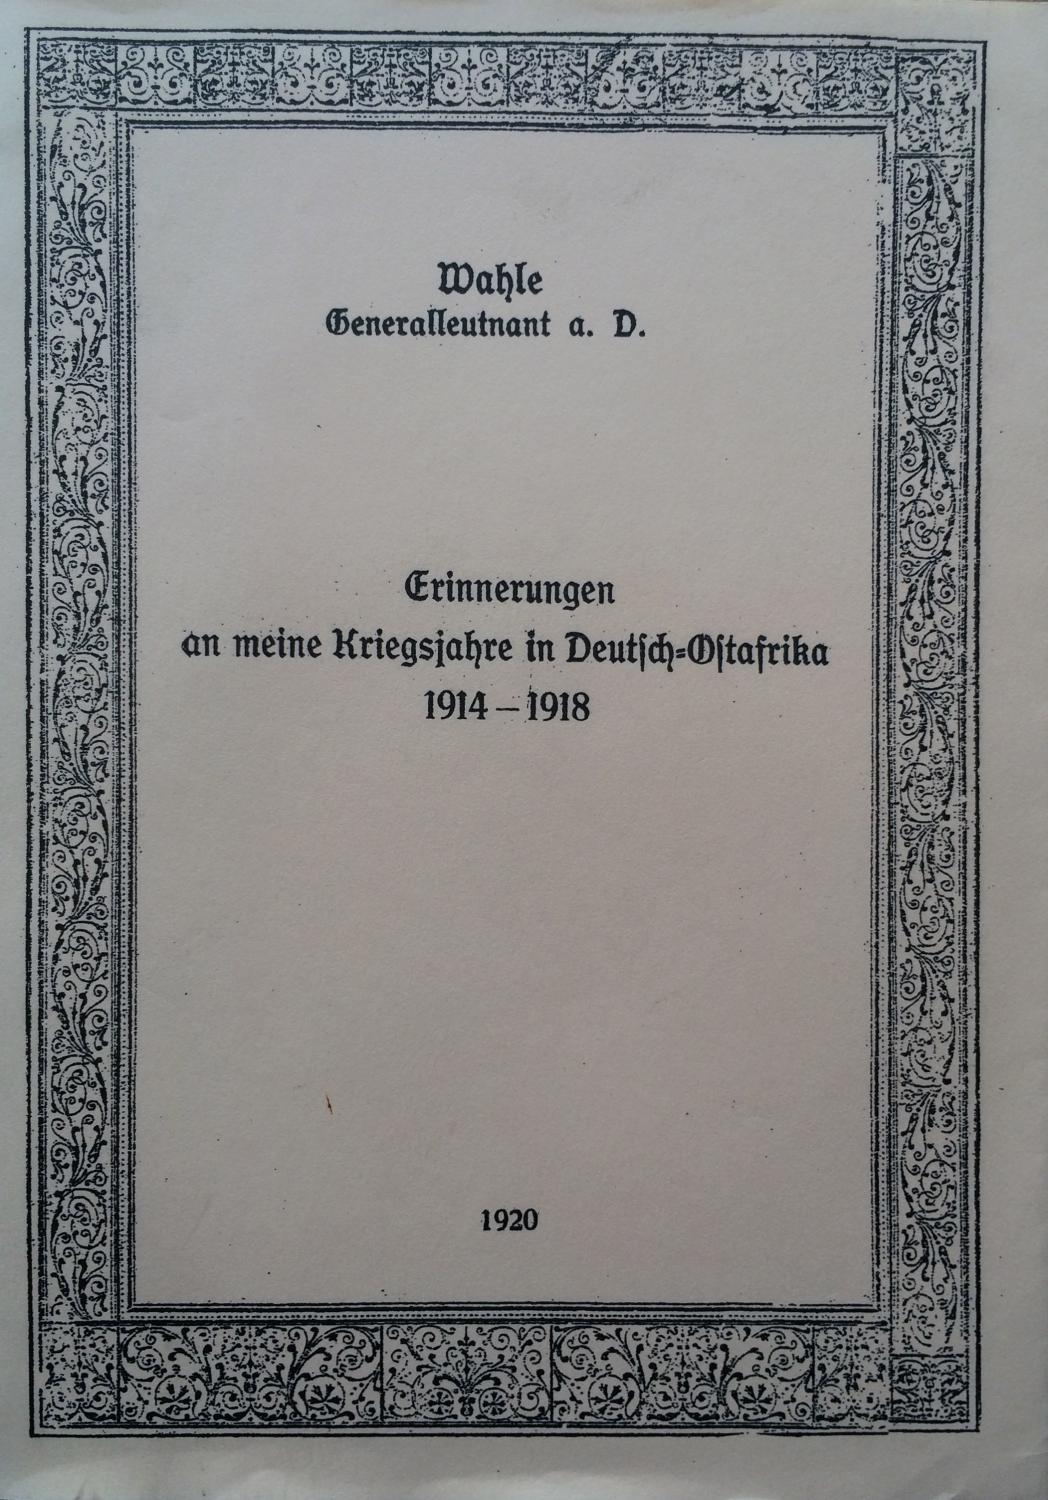 Wahle
Generalleutnant a. D.
Erinnerungen
an meine Kriegsjahre in Deutſch=Oſtafrika
1914 – 1918
1920